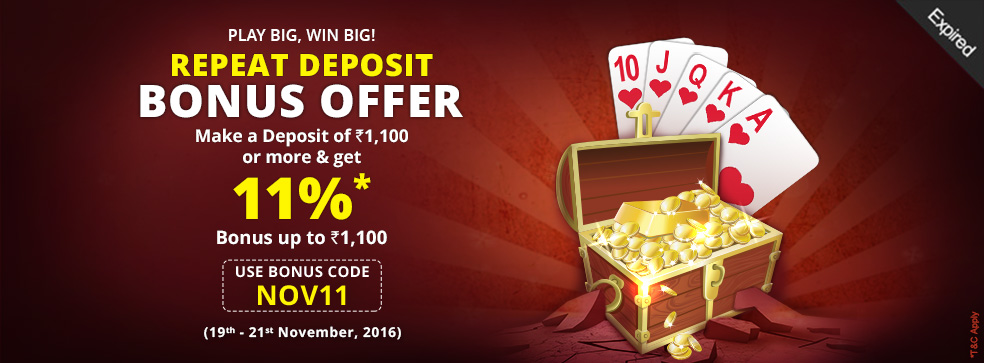 PLAY BIG, WIN BIG!
REPEAT DEPOSIT
BONUS OFFER
Make a Deposit of ₹1,100
or more & get
11%*
Bonus up to ₹1,100
USE BONUS CODE
NOV11
(19th - 21st November, 2016)
10
J
Q
K
A
Expired
*T&C Apply